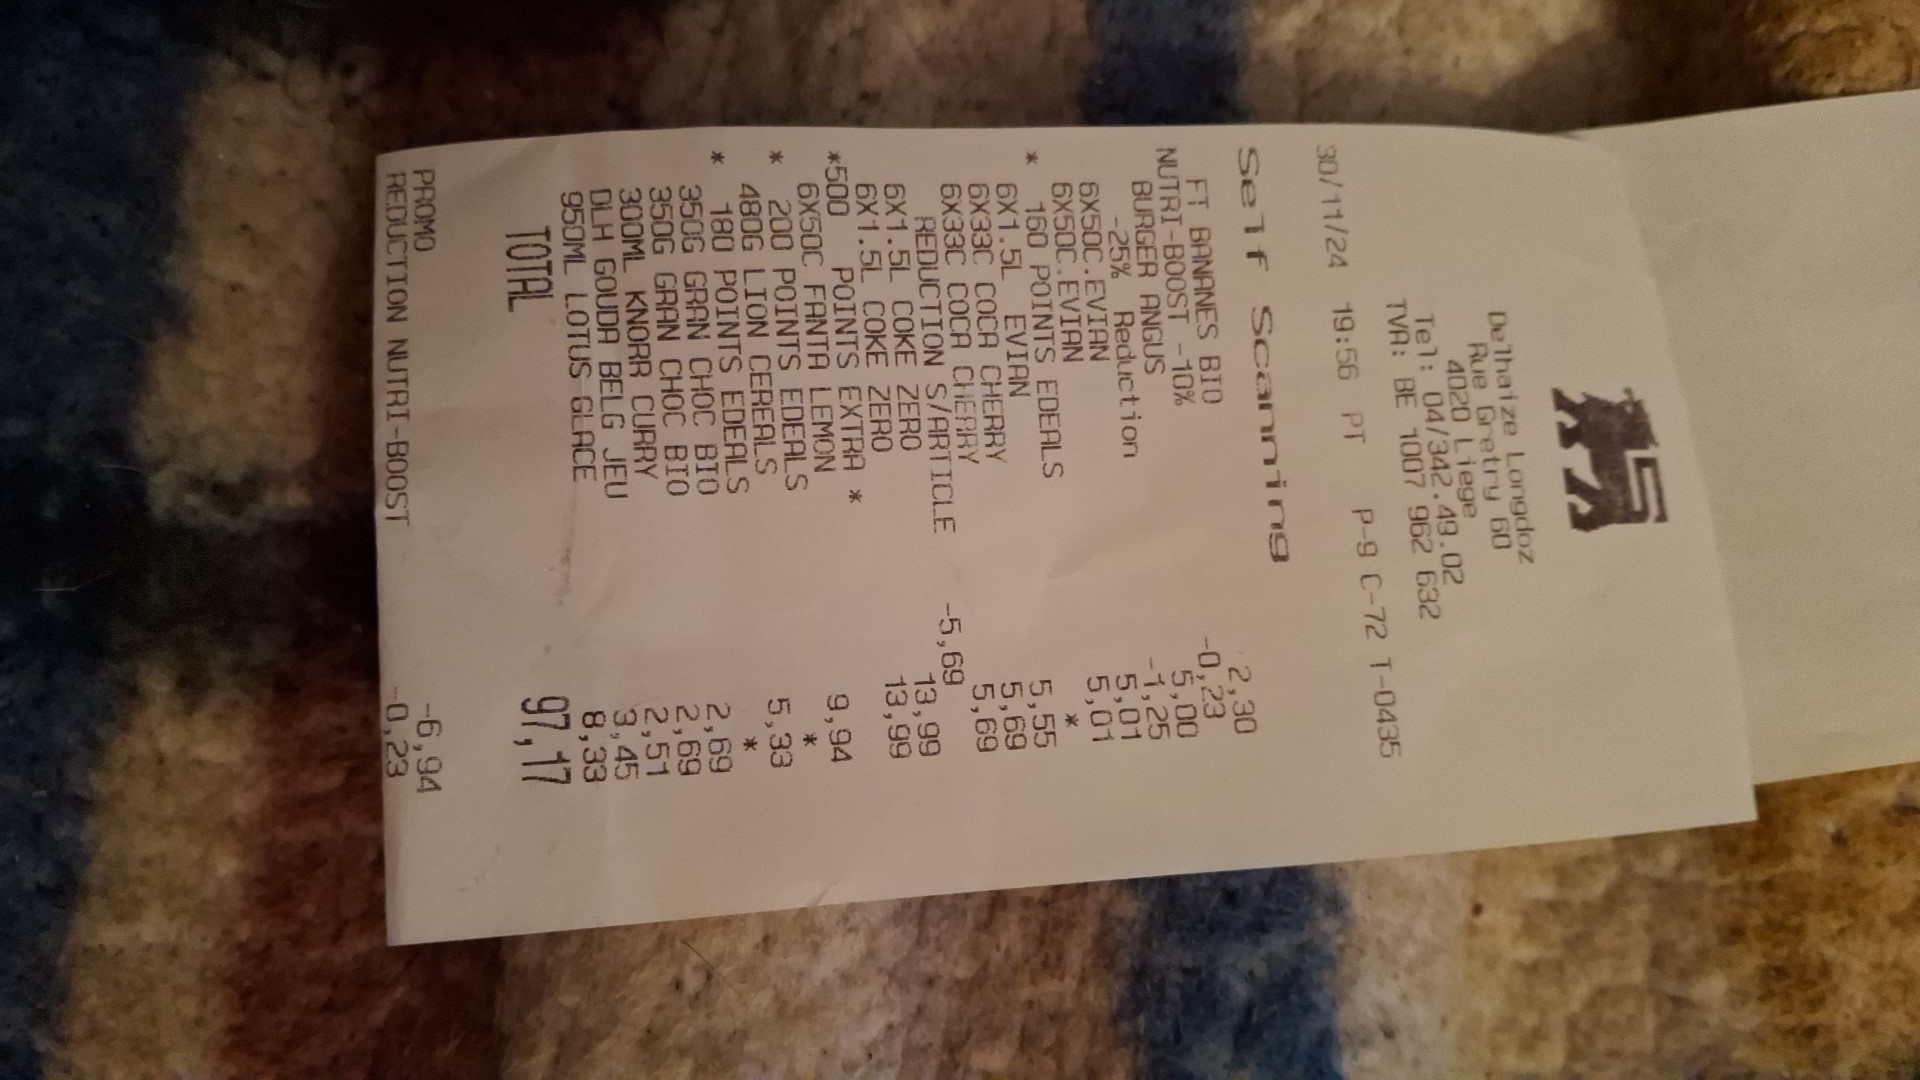 Delhaize Longdoz
Rue Gretry 60
4020 Liege
Tel: 04/342.49.02
TVA: BE 1007 962 632
30/11/24 19:56 PT P-9 C-72 T-0435
Self Scanning
FT BANANES BIO 2,30
NUTRI-BOOST -10% -0,23
BURGER ANGUS 5,00
-25% Reduction -1,25
6X50C.EVIAN 5,01
6X50C.EVIAN 5,01
* 160 POINTS EDEALS *
6X1.5L EVIAN 5,55
6X33C COCA CHERRY 5,69
6X33C COCA CHERRY 5,69
REDUCTION S/ARTICLE -5,69
6X1.5L COKE ZERO 13,99
6X1.5L COKE ZERO 13,99
*500 POINTS EXTRA *
6X50C FANTA LEMON 9,94
* 200 POINTS EDEALS *
480G LION CEREALS 5,33
* 180 POINTS EDEALS *
350G GRAN CHOC BIO 2,69
350G GRAN CHOC BIO 2,69
300ML KNORR CURRY 2,51
DLH GOUDA BELG JEU 3,45
950ML LOTUS GLACE 8,33
TOTAL 97,17
PROMO -6,94
REDUCTION NUTRI-BOOST -0,23